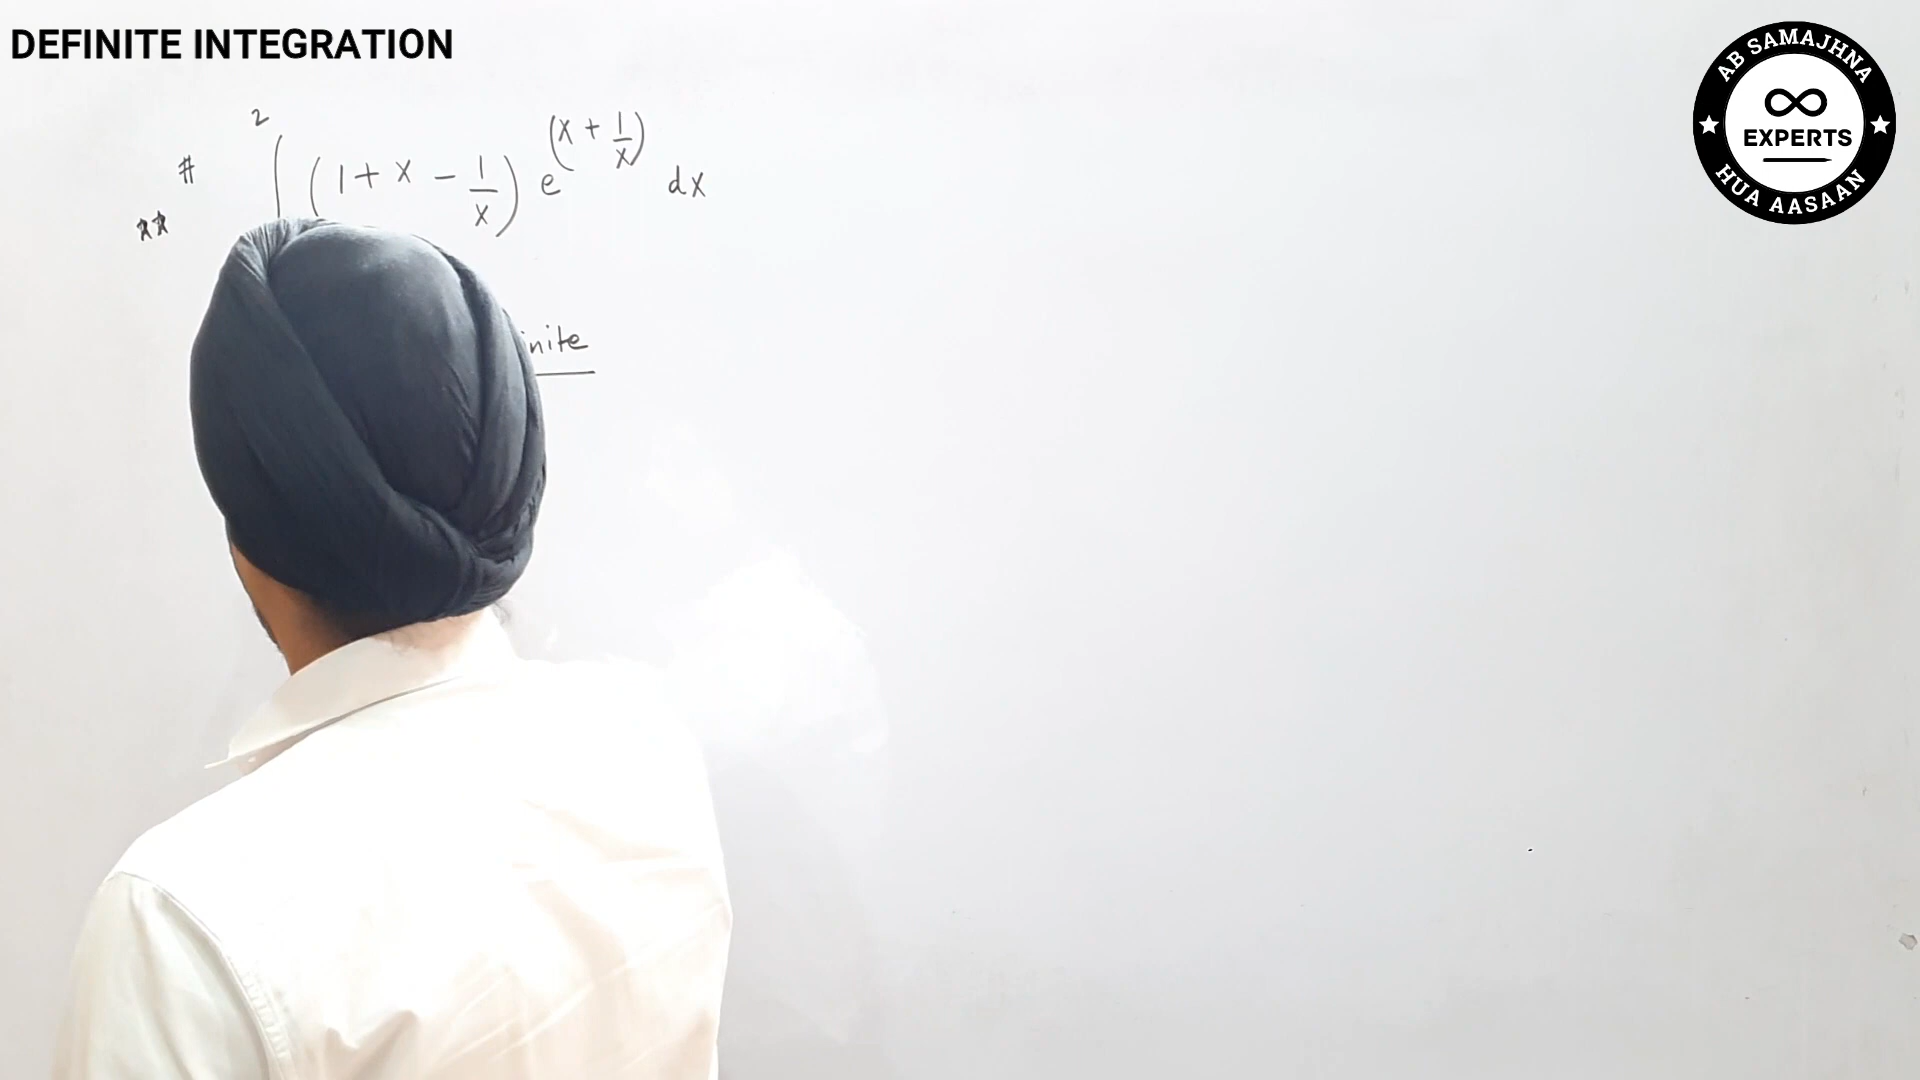 DEFINITE INTEGRATION
AB SAMAJHNA
∞
EXPERTS
HUA AASAAN
2
# ∫ (1 + x - 1/x) e^(x + 1/x) dx
**
nite